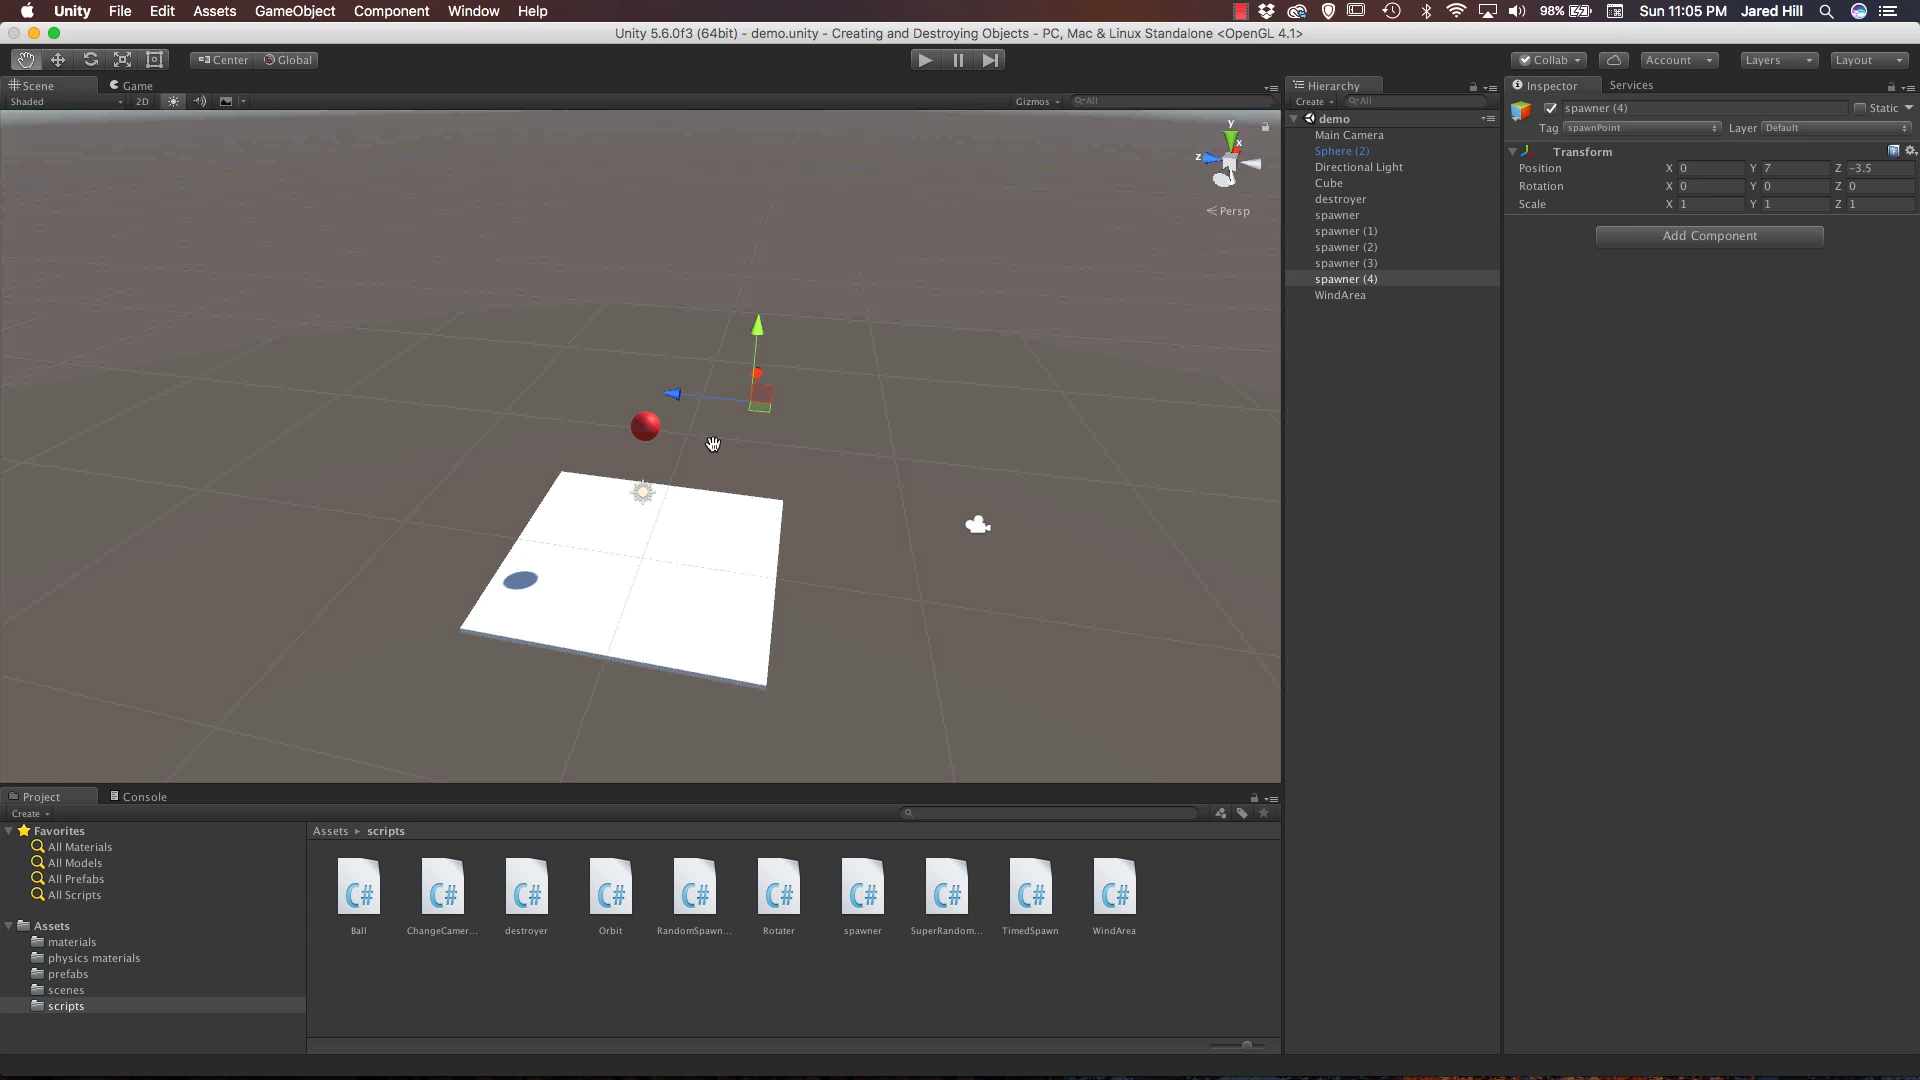 Unity File Edit Assets GameObject Component Window Help 98% Sun 11:05 PM Jared Hill
Unity 5.6.0f3 (64bit) - demo.unity - Creating and Destroying Objects - PC, Mac & Linux Standalone <OpenGL 4.1>
Center Global Collab Account Layers Layout
Scene Game
Shaded 2D Gizmos All
y
x
z
Persp
Hierarchy
Create All
demo
Main Camera
Sphere (2)
Directional Light
Cube
destroyer
spawner
spawner (1)
spawner (2)
spawner (3)
spawner (4)
WindArea
Inspector Services
spawner (4) Static
Tag spawnPoint Layer Default
Transform
Position X 0 Y 7 Z -3.5
Rotation X 0 Y 0 Z 0
Scale X 1 Y 1 Z 1
Add Component
Project Console
Create
Favorites
All Materials
All Models
All Prefabs
All Scripts
Assets
materials
physics materials
prefabs
scenes
scripts
Assets scripts
C# C# C# C# C# C# C# C# C# C#
Ball ChangeCamer... destroyer Orbit RandomSpawn... Rotater spawner SuperRandom... TimedSpawn WindArea